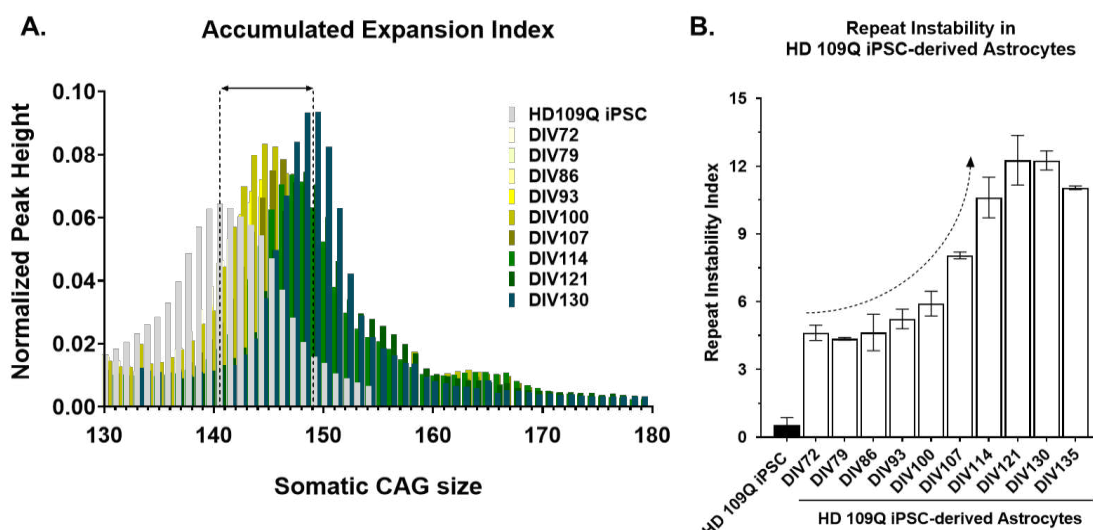 A.
Accumulated Expansion Index
Normalized Peak Height
0.10
0.08
0.06
0.04
0.02
0.00
130
140
150
160
170
180
Somatic CAG size
HD109Q iPSC
DIV72
DIV79
DIV86
DIV93
DIV100
DIV107
DIV114
DIV121
DIV130
B.
Repeat Instability in
HD 109Q iPSC-derived Astrocytes
Repeat Instability Index
15
12
9
6
3
0
HD 109Q iPSC
DIV72
DIV79
DIV86
DIV93
DIV100
DIV107
DIV114
DIV121
DIV130
DIV135
HD 109Q iPSC-derived Astrocytes